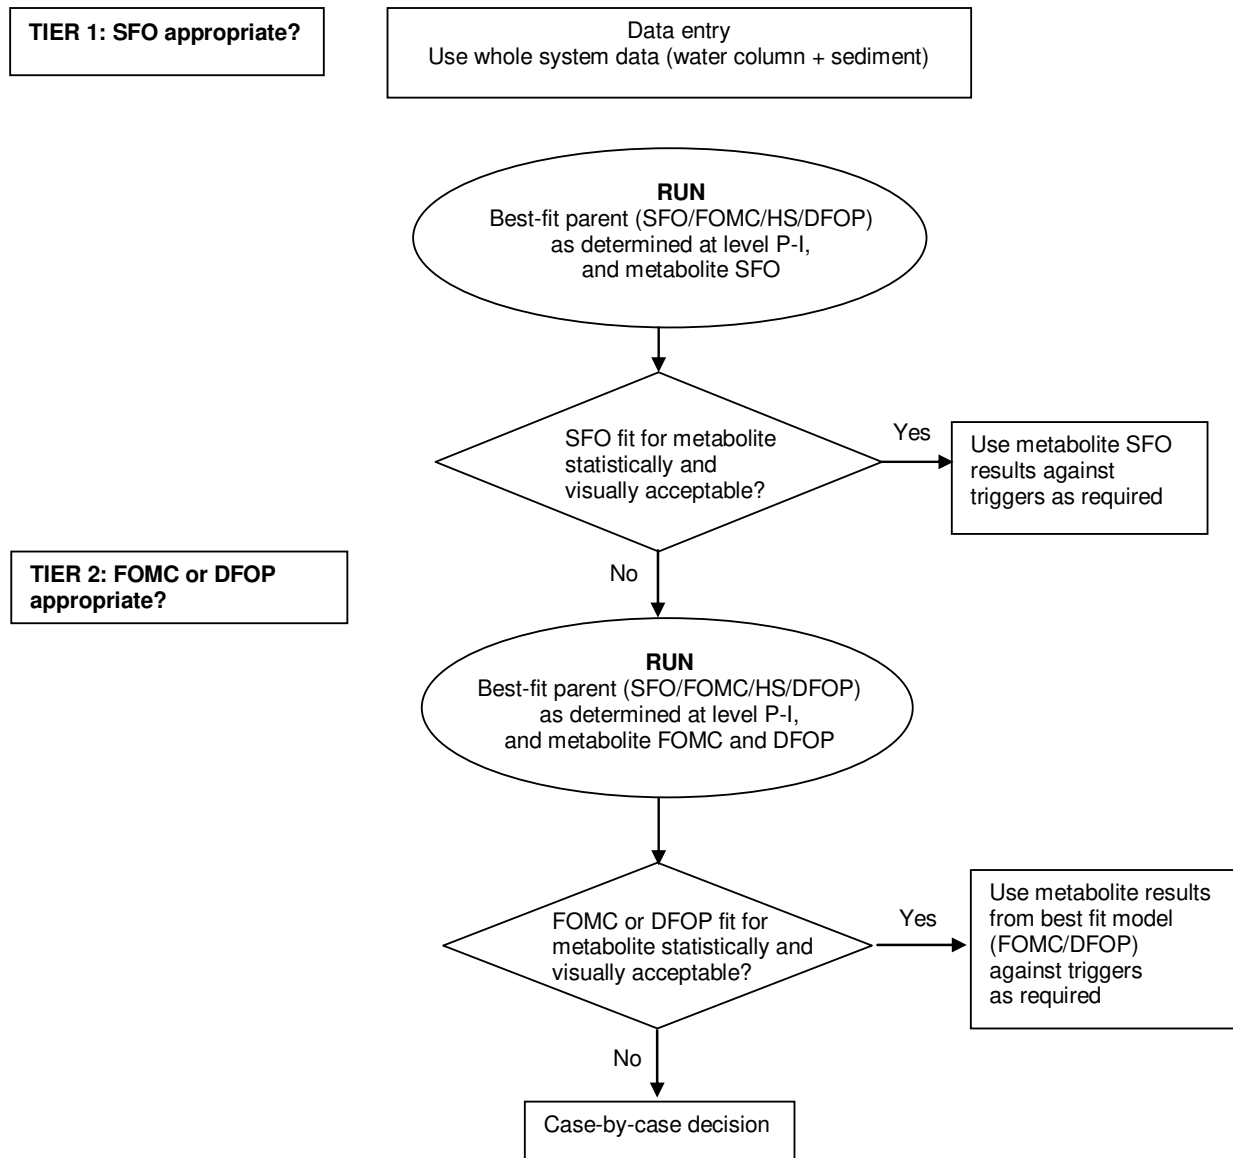 TIER 1: SFO appropriate?
Data entry
Use whole system data (water column + sediment)
RUN
Best-fit parent (SFO/FOMC/HS/DFOP)
as determined at level P-I,
and metabolite SFO
SFO fit for metabolite
statistically and
visually acceptable?
Yes
Use metabolite SFO
results against
triggers as required
No
TIER 2: FOMC or DFOP
appropriate?
RUN
Best-fit parent (SFO/FOMC/HS/DFOP)
as determined at level P-I,
and metabolite FOMC and DFOP
FOMC or DFOP fit for
metabolite statistically and
visually acceptable?
Yes
Use metabolite results
from best fit model
(FOMC/DFOP)
against triggers
as required
No
Case-by-case decision